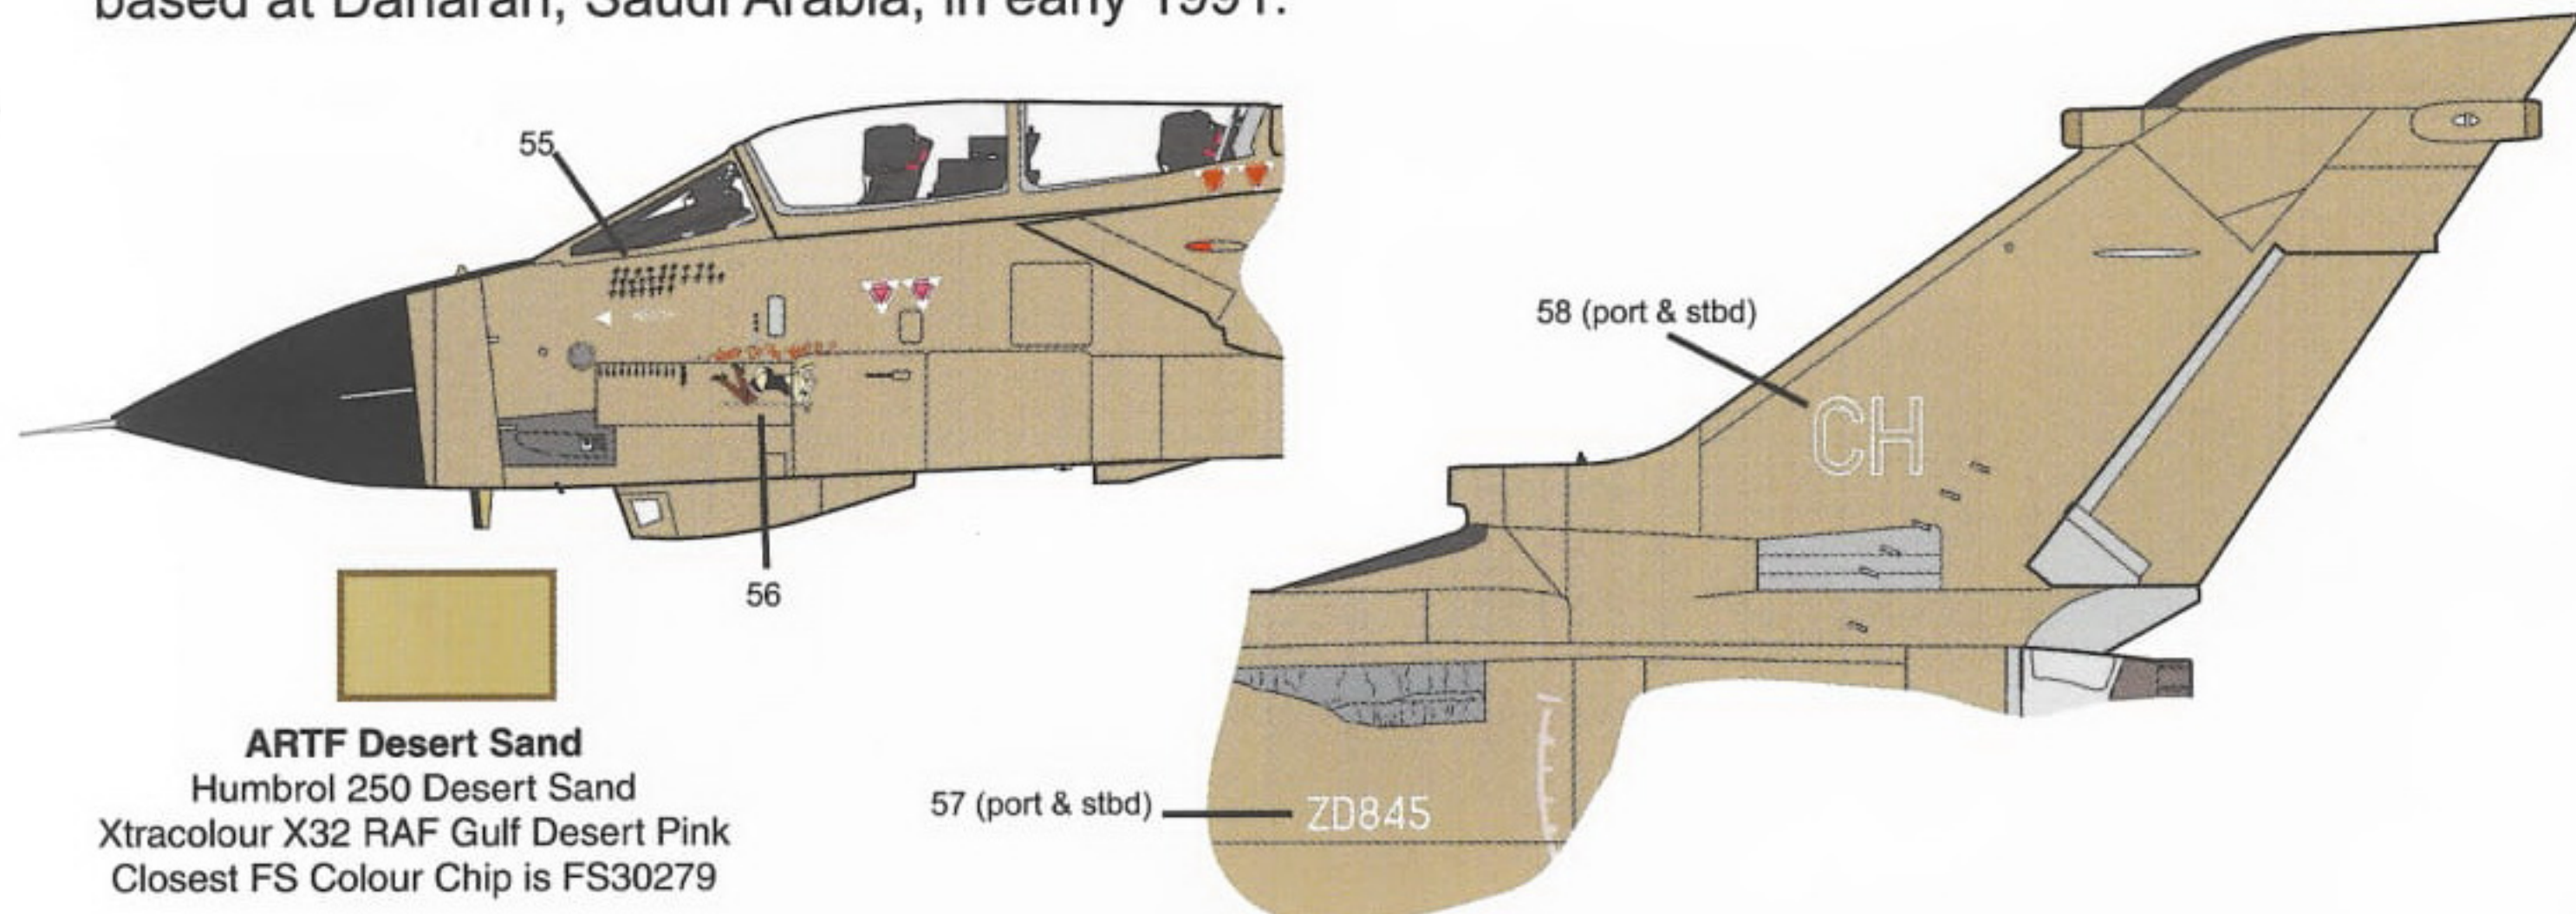 based at Dahařan, Saudi Arabia, in early 1991.
55
58 (port & stbd)
CH
56
ARTF Desert Sand
Humbrol 250 Desert Sand
Xtracolour X32 RAF Gulf Desert Pink
Closest FS Colour Chip is FS30279
57 (port & stbd)
ZD845